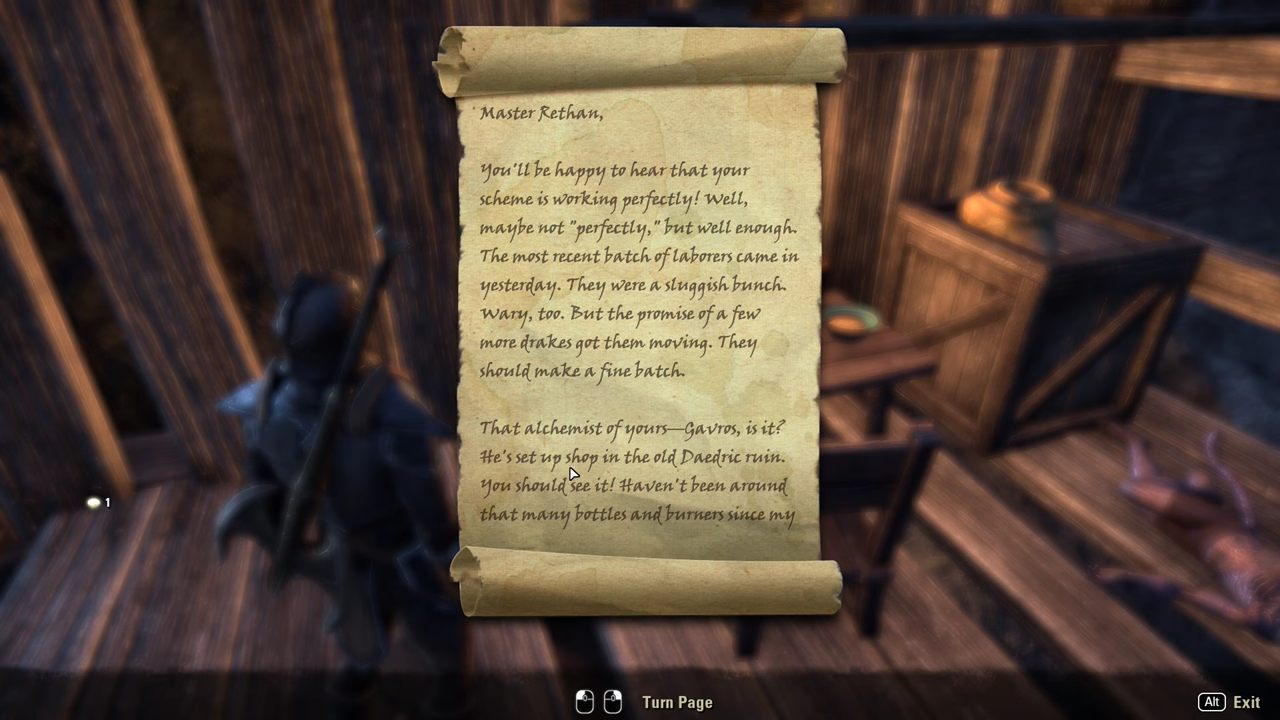 Master Rethan,
You'll be happy to hear that your
scheme is working perfectly! Well,
maybe not "perfectly," but well enough.
The most recent batch of laborers came in
yesterday. They were a sluggish bunch.
Wary, too. But the promise of a few
more drakes got them moving. They
should make a fine batch.
That alchemist of yours—Gavros, is it?
He's set up shop in the old Daedric ruin.
You should see it! Haven't been around
that many bottles and burners since my
1
Turn Page
Alt Exit